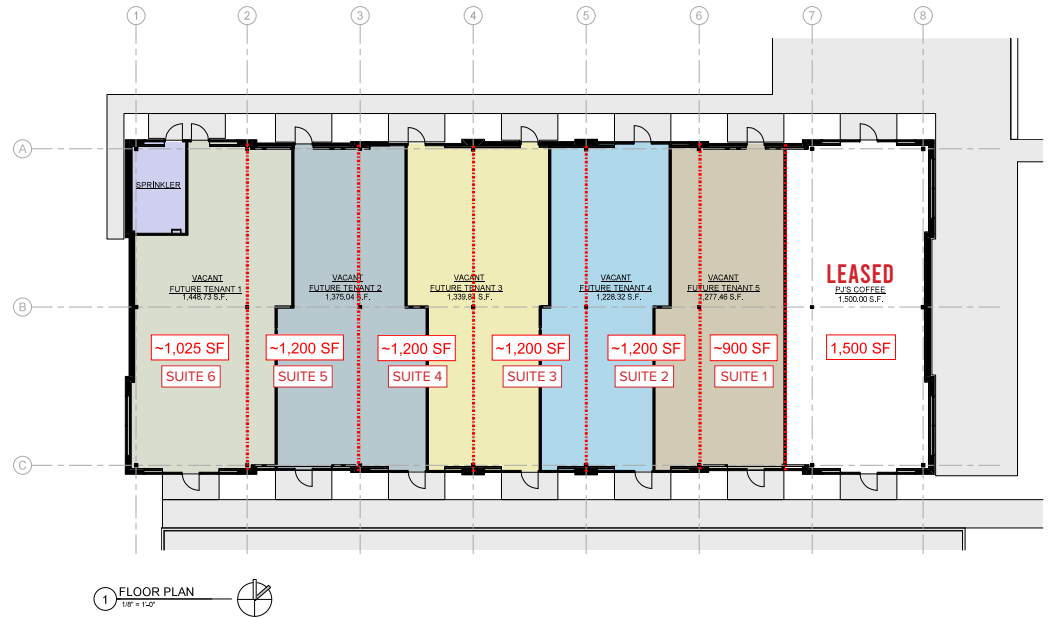 1 2 3 4 5 6 7 8
A
SPRINKLER
VACANT
FUTURE TENANT 1
1,448.73 S.F.
VACANT
FUTURE TENANT 2
1,375.04 S.F.
VACANT
FUTURE TENANT 3
VACANT
FUTURE TENANT 4
1,228.32 S.F.
VACANT
FUTURE TENANT 5
1,277.46 S.F.
LEASED
PJ'S COFFEE
1,500.00 S.F.
B
~1,025 SF
SUITE 6
~1,200 SF
SUITE 5
~1,200 SF
SUITE 4
~1,200 SF
SUITE 3
~1,200 SF
SUITE 2
~900 SF
SUITE 1
1,500 SF
C
1 FLOOR PLAN
1/8" = 1'-0"